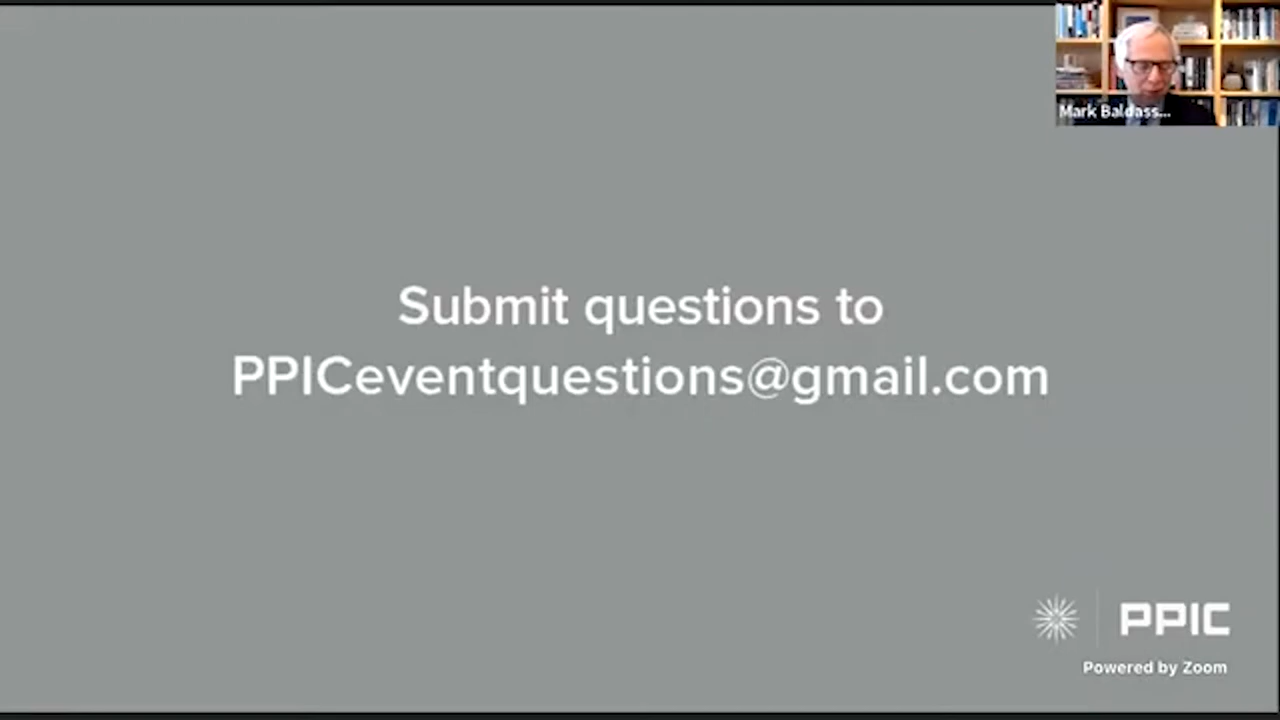 Mark Baldass...
Submit questions to
PPICeventquestions@gmail.com
PPIC
Powered by Zoom